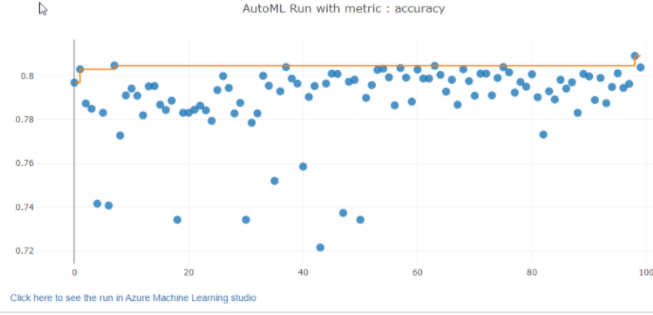 AutoML Run with metric : accuracy
0.8
0.78
0.76
0.74
0.72
0 20 40 60 80 100
Click here to see the run in Azure Machine Learning studio